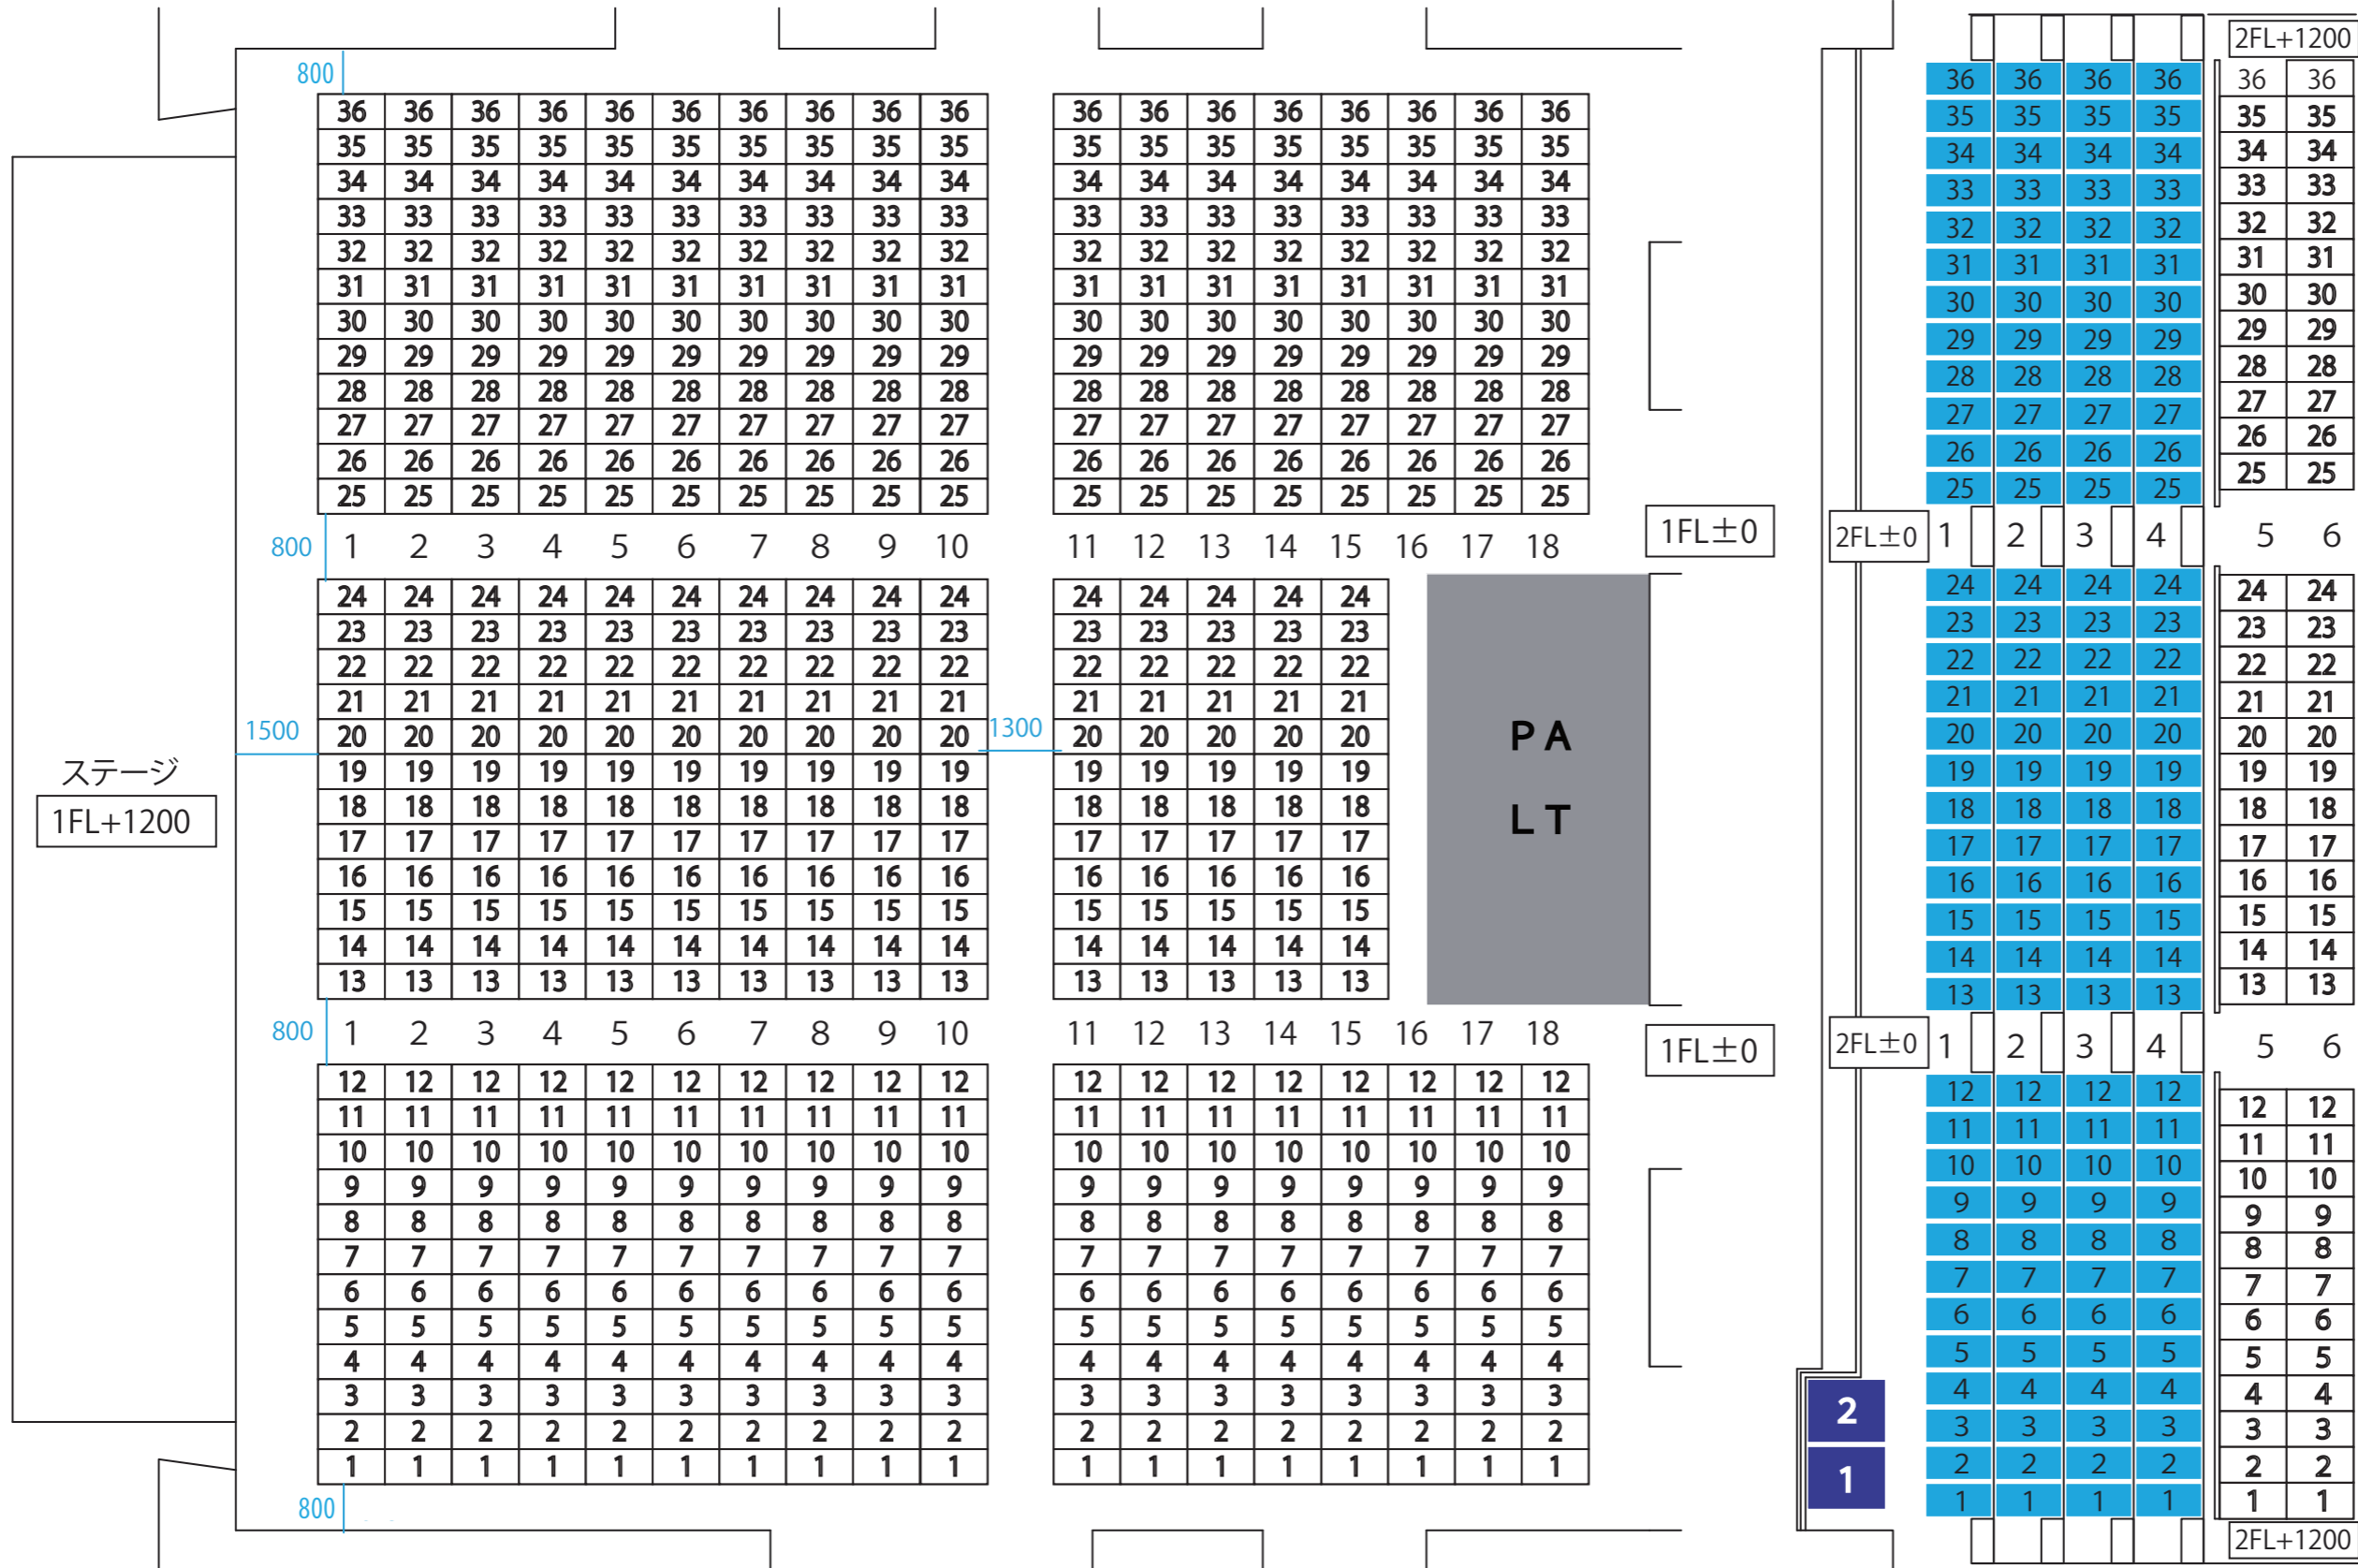 2FL+1200
800
36 36 36 36 36 36 36 36 36 36 36 36 36 36 36 36 36 36 36 36 36 36 36 36
35 35 35 35 35 35 35 35 35 35 35 35 35 35 35 35 35 35 35 35 35 35 35 35
34 34 34 34 34 34 34 34 34 34 34 34 34 34 34 34 34 34 34 34 34 34 34 34
33 33 33 33 33 33 33 33 33 33 33 33 33 33 33 33 33 33 33 33 33 33 33 33
32 32 32 32 32 32 32 32 32 32 32 32 32 32 32 32 32 32 32 32 32 32 32 32
31 31 31 31 31 31 31 31 31 31 31 31 31 31 31 31 31 31 31 31 31 31 31 31
30 30 30 30 30 30 30 30 30 30 30 30 30 30 30 30 30 30 30 30 30 30 30 30
29 29 29 29 29 29 29 29 29 29 29 29 29 29 29 29 29 29 29 29 29 29 29 29
28 28 28 28 28 28 28 28 28 28 28 28 28 28 28 28 28 28 28 28 28 28 28 28
27 27 27 27 27 27 27 27 27 27 27 27 27 27 27 27 27 27 27 27 27 27 27 27
26 26 26 26 26 26 26 26 26 26 26 26 26 26 26 26 26 26 26 26 26 26 26 26
25 25 25 25 25 25 25 25 25 25 25 25 25 25 25 25 25 25 25 25 25 25 25 25
800 1 2 3 4 5 6 7 8 9 10 11 12 13 14 15 16 17 18 1FL±0 2FL±0 1 2 3 4 5 6
24 24 24 24 24 24 24 24 24 24 24 24 24 24 24 24 24 24 24 24 24
23 23 23 23 23 23 23 23 23 23 23 23 23 23 23 23 23 23 23 23 23
22 22 22 22 22 22 22 22 22 22 22 22 22 22 22 22 22 22 22 22 22
21 21 21 21 21 21 21 21 21 21 21 21 21 21 21 21 21 21 21 21 21
1500 20 20 20 20 20 20 20 20 20 20 1300 20 20 20 20 20 PA 20 20 20 20 20 20
ステージ 19 19 19 19 19 19 19 19 19 19 19 19 19 19 19 19 19 19 19 19 19
1FL+1200 18 18 18 18 18 18 18 18 18 18 18 18 18 18 18 LT 18 18 18 18 18 18
17 17 17 17 17 17 17 17 17 17 17 17 17 17 17 17 17 17 17 17 17
16 16 16 16 16 16 16 16 16 16 16 16 16 16 16 16 16 16 16 16 16
15 15 15 15 15 15 15 15 15 15 15 15 15 15 15 15 15 15 15 15 15
14 14 14 14 14 14 14 14 14 14 14 14 14 14 14 14 14 14 14 14 14
13 13 13 13 13 13 13 13 13 13 13 13 13 13 13 13 13 13 13 13 13
800 1 2 3 4 5 6 7 8 9 10 11 12 13 14 15 16 17 18 1FL±0 2FL±0 1 2 3 4 5 6
12 12 12 12 12 12 12 12 12 12 12 12 12 12 12 12 12 12 12 12 12 12 12 12
11 11 11 11 11 11 11 11 11 11 11 11 11 11 11 11 11 11 11 11 11 11 11 11
10 10 10 10 10 10 10 10 10 10 10 10 10 10 10 10 10 10 10 10 10 10 10 10
9 9 9 9 9 9 9 9 9 9 9 9 9 9 9 9 9 9 9 9 9 9 9 9
8 8 8 8 8 8 8 8 8 8 8 8 8 8 8 8 8 8 8 8 8 8 8 8
7 7 7 7 7 7 7 7 7 7 7 7 7 7 7 7 7 7 7 7 7 7 7 7
6 6 6 6 6 6 6 6 6 6 6 6 6 6 6 6 6 6 6 6 6 6 6 6
5 5 5 5 5 5 5 5 5 5 5 5 5 5 5 5 5 5 5 5 5 5 5 5
4 4 4 4 4 4 4 4 4 4 4 4 4 4 4 4 4 4 4 4 4 4 4 4
3 3 3 3 3 3 3 3 3 3 3 3 3 3 3 3 3 3 2 3 3 3 3 3 3
2 2 2 2 2 2 2 2 2 2 2 2 2 2 2 2 2 2 2 2 2 2 2 2
1 1 1 1 1 1 1 1 1 1 1 1 1 1 1 1 1 1 1 1 1 1 1 1 1
800
2FL+1200